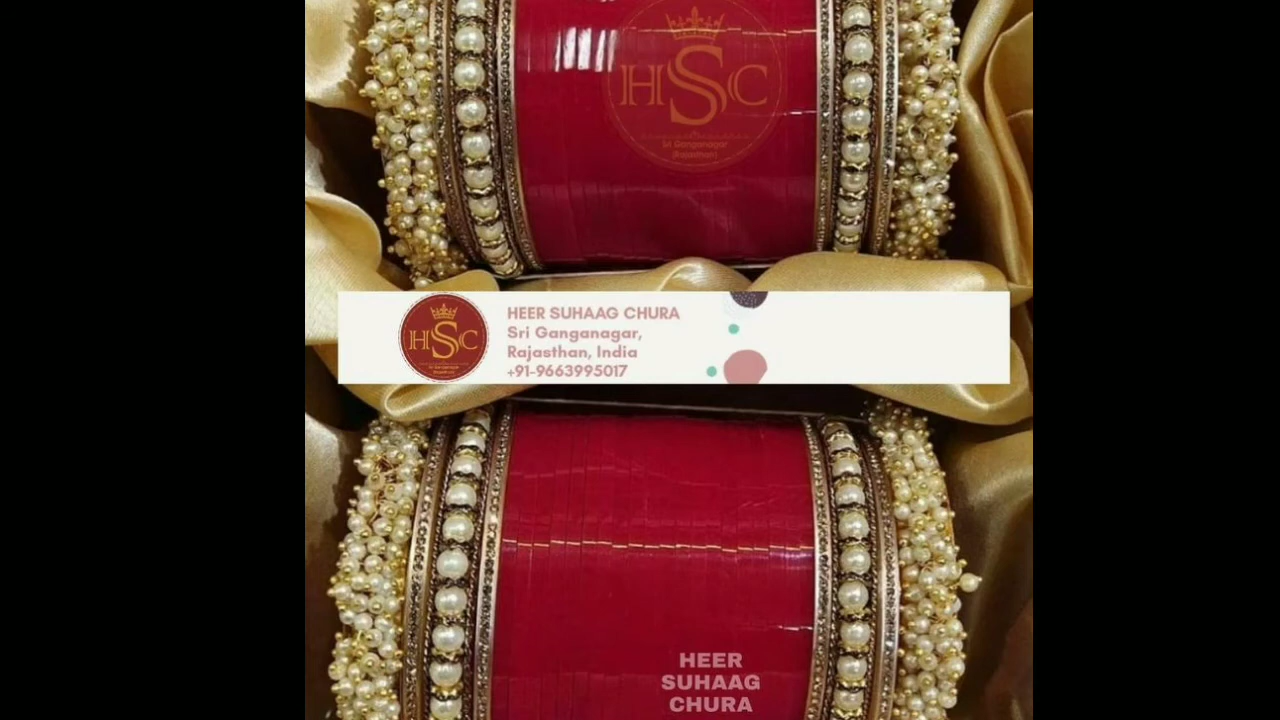 HSC
Sri Ganganagar
(Rajasthan)
HSC
HEER SUHAAG CHURA
Sri Ganganagar,
Rajasthan, India
+91-9663995017
HEER
SUHAAG
CHURA